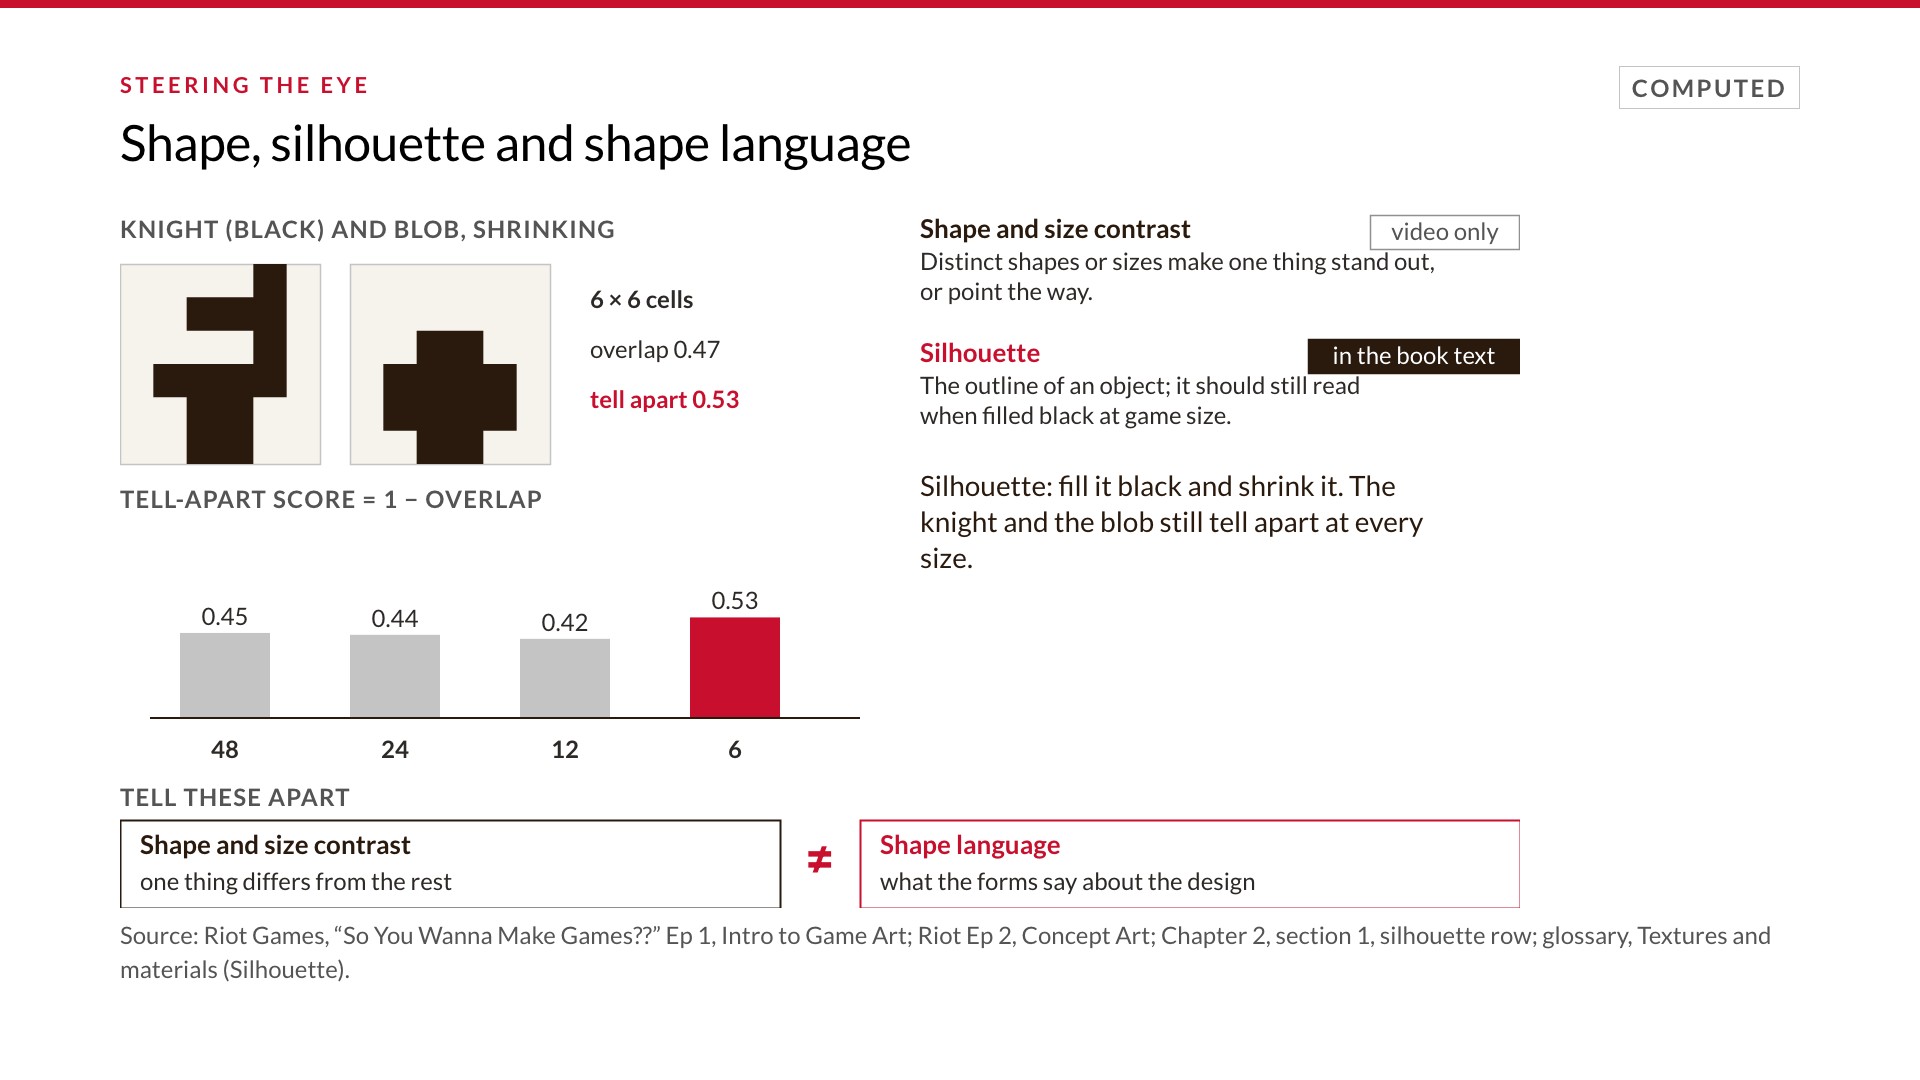 STEERING THE EYE
COMPUTED
Shape, silhouette and shape language
KNIGHT (BLACK) AND BLOB, SHRINKING
6 × 6 cells
overlap 0.47
tell apart 0.53
TELL-APART SCORE = 1 − OVERLAP
0.45
0.44
0.42
0.53
48
24
12
6
Shape and size contrast
video only
Distinct shapes or sizes make one thing stand out,
or point the way.
Silhouette
in the book text
The outline of an object; it should still read
when filled black at game size.
Silhouette: fill it black and shrink it. The
knight and the blob still tell apart at every
size.
TELL THESE APART
Shape and size contrast
one thing differs from the rest
≠
Shape language
what the forms say about the design
Source: Riot Games, “So You Wanna Make Games??” Ep 1, Intro to Game Art; Riot Ep 2, Concept Art; Chapter 2, section 1, silhouette row; glossary, Textures and
materials (Silhouette).